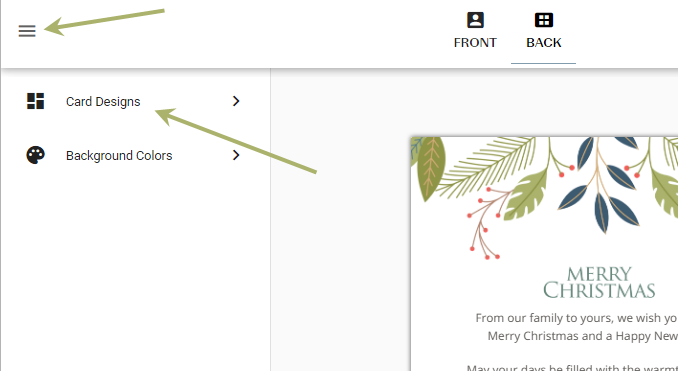 FRONT
BACK
Card Designs
Background Colors
MERRY
CHRISTMAS
From our family to yours, we wish yo
Merry Christmas and a Happy New
May your days be filled with the warmt